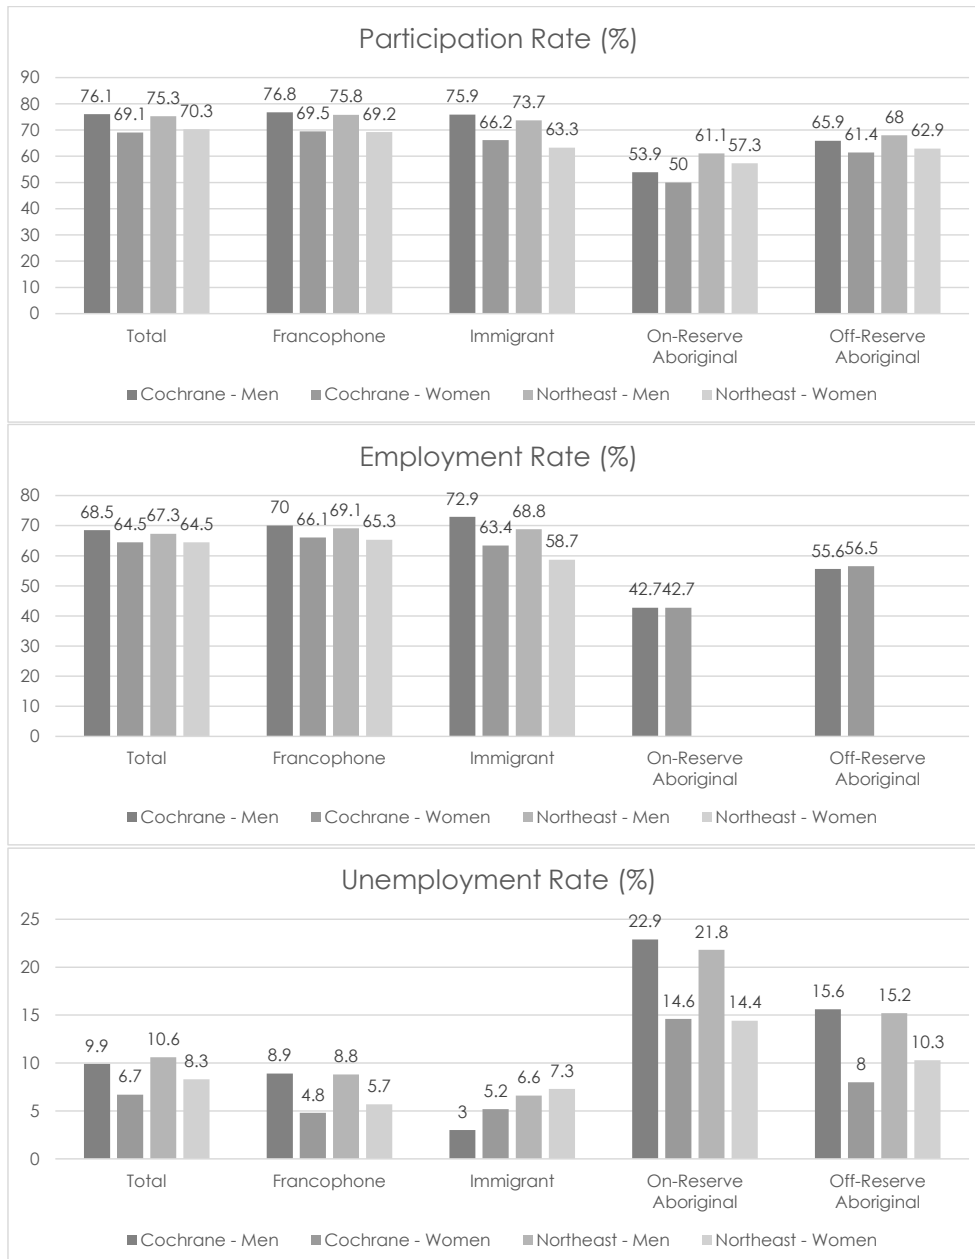 Participation Rate (%)
90
80
70
60
50
40
30
20
10
0
76.1
69.1
75.3
70.3
76.8
69.5
75.8
69.2
75.9
66.2
73.7
63.3
53.9
50
61.1
57.3
65.9
61.4
68
62.9
Total
Francophone
Immigrant
On-Reserve
Aboriginal
Off-Reserve
Aboriginal
Cochrane - Men
Cochrane - Women
Northeast - Men
Northeast - Women
Employment Rate (%)
80
70
60
50
40
30
20
10
0
68.5
64.5
67.3
64.5
70
66.1
69.1
65.3
72.9
63.4
68.8
58.7
42.7
42.7
55.6
56.5
Total
Francophone
Immigrant
On-Reserve
Aboriginal
Off-Reserve
Aboriginal
Cochrane - Men
Cochrane - Women
Northeast - Men
Northeast - Women
Unemployment Rate (%)
25
20
15
10
5
0
9.9
6.7
10.6
8.3
8.9
4.8
8.8
5.7
3
5.2
6.6
7.3
22.9
14.6
21.8
14.4
15.6
8
15.2
10.3
Total
Francophone
Immigrant
On-Reserve
Aboriginal
Off-Reserve
Aboriginal
Cochrane - Men
Cochrane - Women
Northeast - Men
Northeast - Women